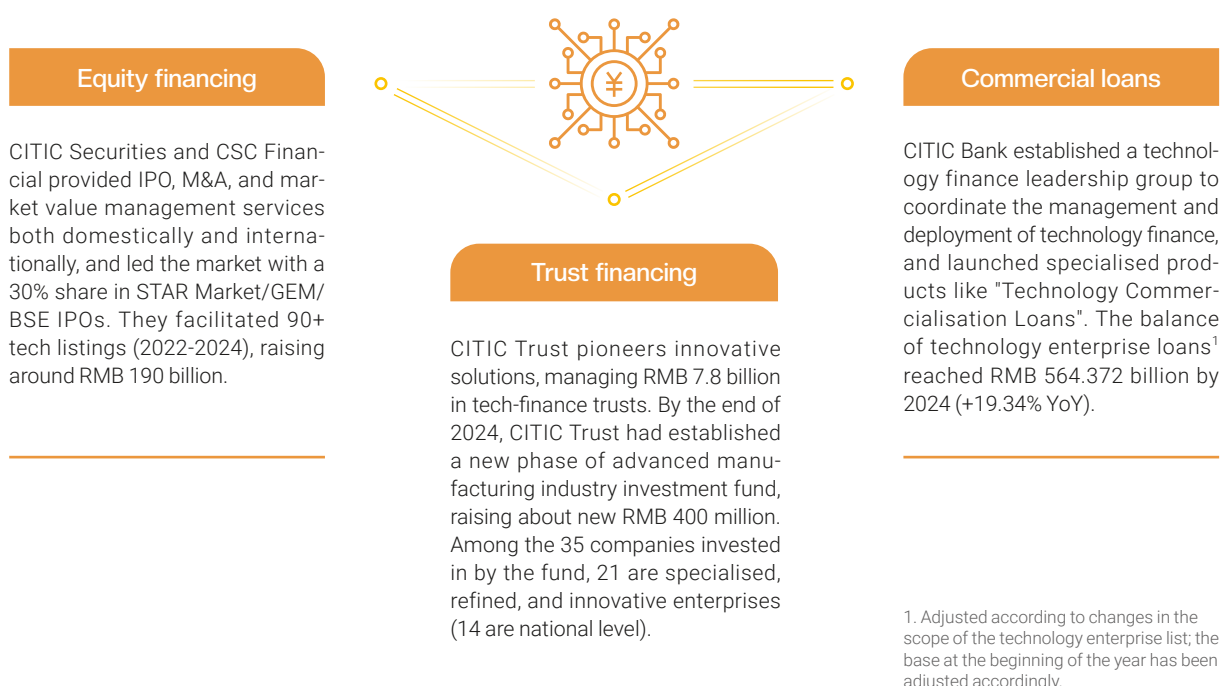 Equity financing
CITIC Securities and CSC Finan-
cial provided IPO, M&A, and mar-
ket value management services
both domestically and interna-
tionally, and led the market with a
30% share in STAR Market/GEM/
BSE IPOs. They facilitated 90+
tech listings (2022-2024), raising
around RMB 190 billion.
¥
Trust financing
CITIC Trust pioneers innovative
solutions, managing RMB 7.8 billion
in tech-finance trusts. By the end of
2024, CITIC Trust had established
a new phase of advanced manu-
facturing industry investment fund,
raising about new RMB 400 million.
Among the 35 companies invested
in by the fund, 21 are specialised,
refined, and innovative enterprises
(14 are national level).
Commercial loans
CITIC Bank established a technol-
ogy finance leadership group to
coordinate the management and
deployment of technology finance,
and launched specialised prod-
ucts like "Technology Commer-
cialisation Loans". The balance
of technology enterprise loans1
reached RMB 564.372 billion by
2024 (+19.34% YoY).
1. Adjusted according to changes in the
scope of the technology enterprise list; the
base at the beginning of the year has been
adjusted accordingly.